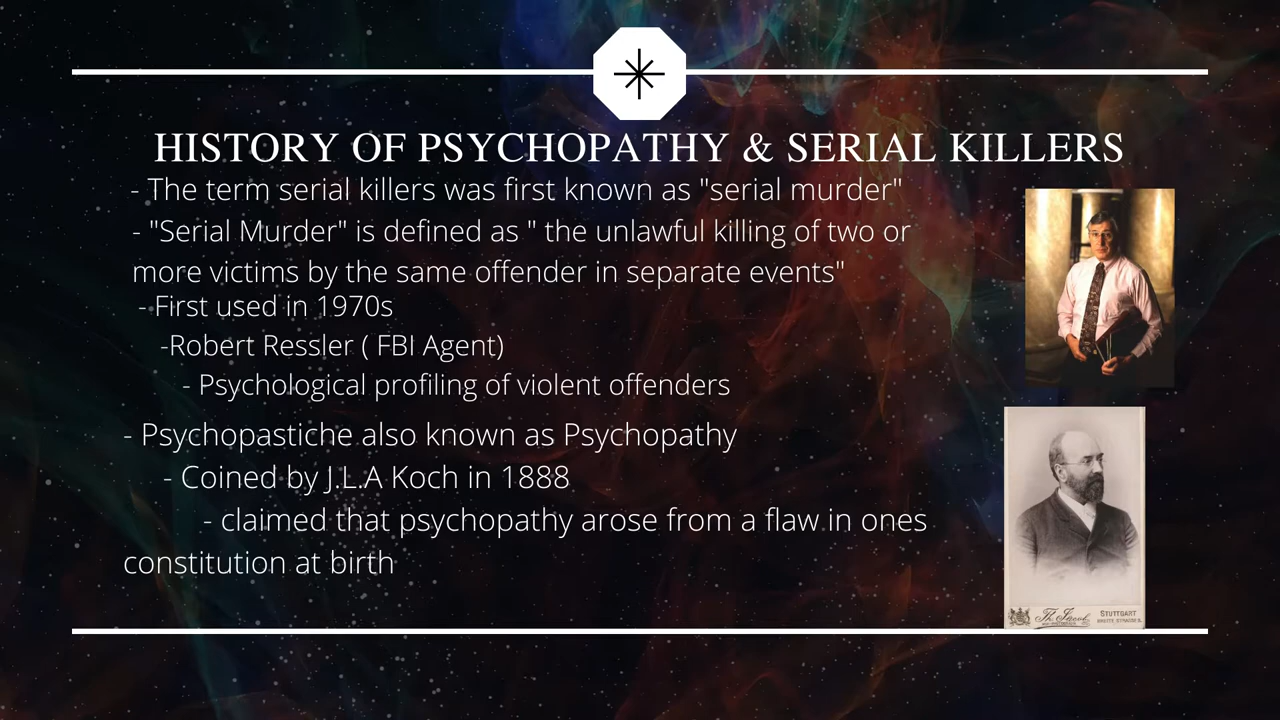 HISTORY OF PSYCHOPATHY & SERIAL KILLERS
- The term serial killers was first known as "serial murder"
- "Serial Murder" is defined as " the unlawful killing of two or
more victims by the same offender in separate events"
- First used in 1970s
-Robert Ressler ( FBI Agent)
- Psychological profiling of violent offenders
- Psychopastiche also known as Psychopathy
- Coined by J.L.A Koch in 1888
- claimed that psychopathy arose from a flaw in ones
constitution at birth
STUTTGART